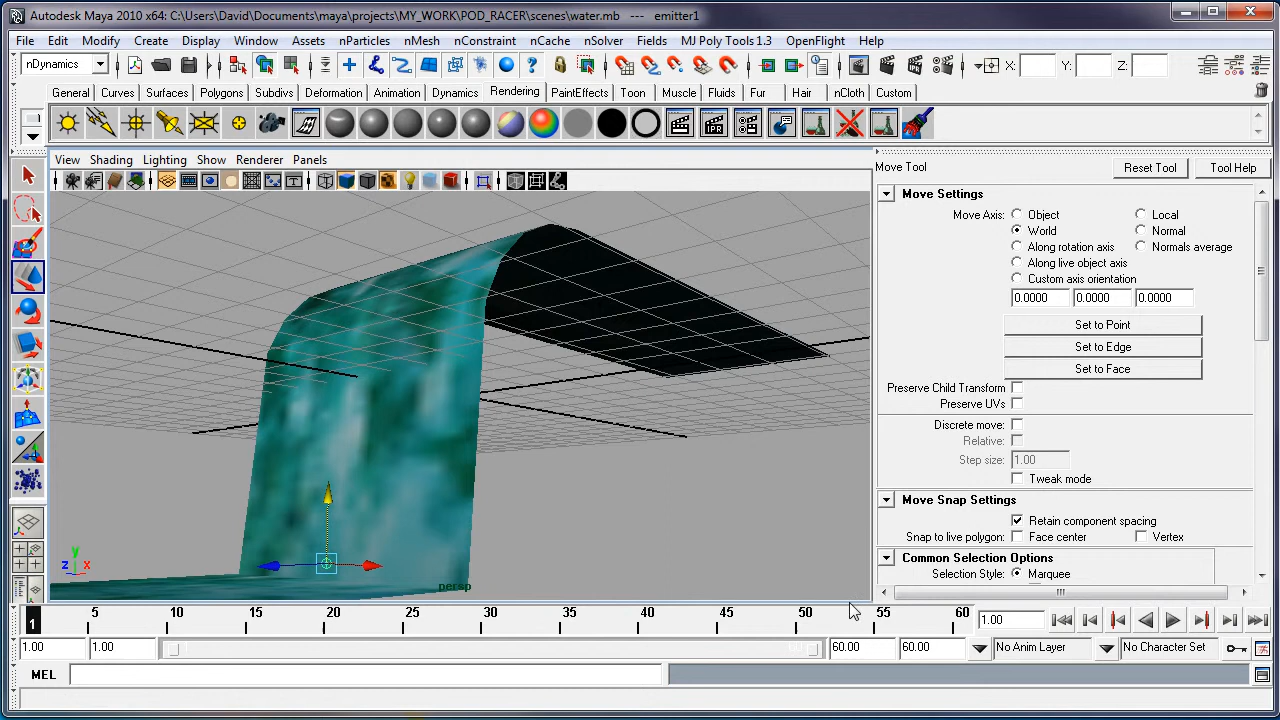 Autodesk Maya 2010 x64: C:\Users\David\Documents\maya\projects\MY_WORK\POD_RACER\scenes\water.mb --- emitter1
File Edit Modify Create Display Window Assets nParticles nMesh nConstraint nCache nSolver Fields MJ Poly Tools 1.3 OpenFlight Help
nDynamics X: Y: Z:
General Curves Surfaces Polygons Subdivs Deformation Animation Dynamics Rendering PaintEffects Toon Muscle Fluids Fur Hair nCloth Custom
IPR
View Shading Lighting Show Renderer Panels
Move Tool Reset Tool Tool Help
Move Settings
Move Axis: Object Local
World Normal
Along rotation axis Normals average
Along live object axis
Custom axis orientation
0.0000 0.0000 0.0000
Set to Point
Set to Edge
Set to Face
Preserve Child Transform
Preserve UVs
Discrete move:
Relative:
Step size: 1.00
Tweak mode
Move Snap Settings
Retain component spacing
Snap to live polygon: Face center Vertex
Common Selection Options
Selection Style: Marquee
y
z x
persp
1 5 10 15 20 25 30 35 40 45 50 55 60 1.00
1.00 1.00 60.00 60.00 No Anim Layer No Character Set
MEL